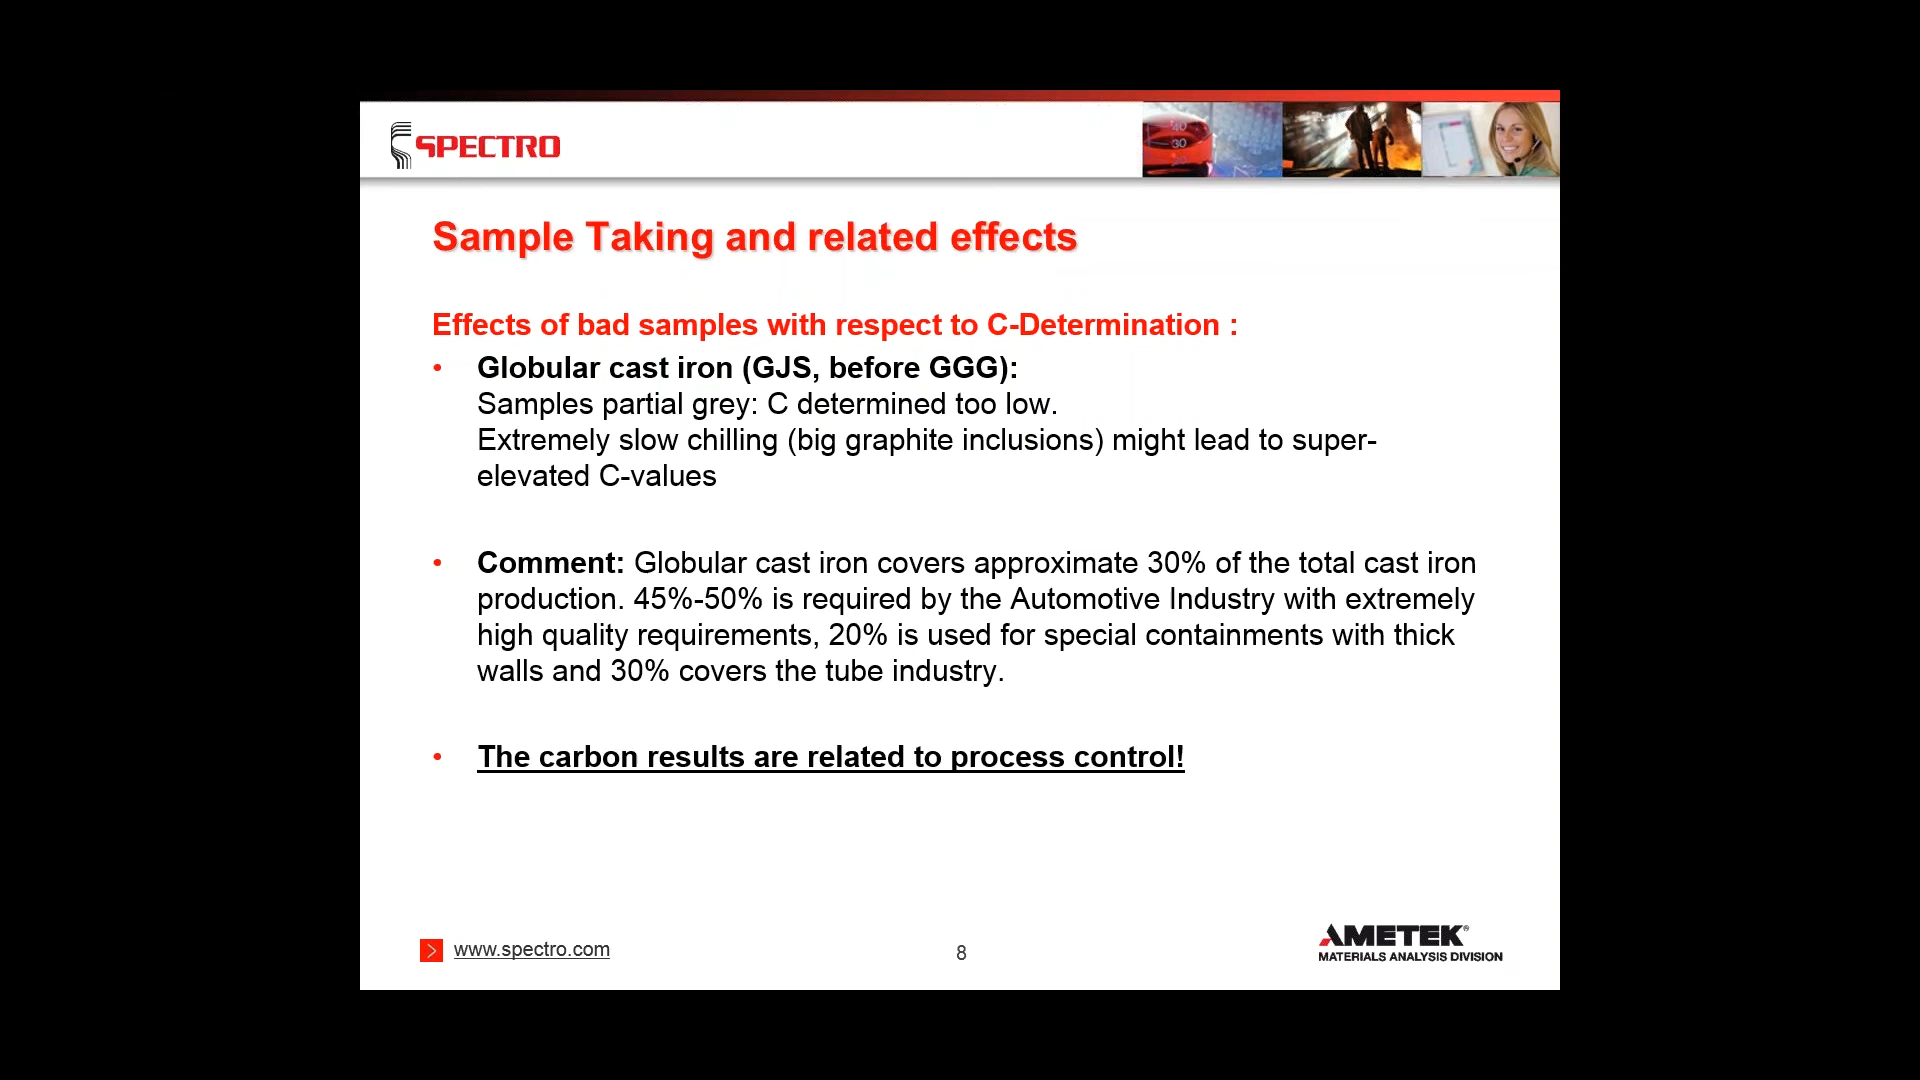 SPECTRO
40
30
Sample Taking and related effects
Effects of bad samples with respect to C-Determination :
• Globular cast iron (GJS, before GGG):
Samples partial grey: C determined too low.
Extremely slow chilling (big graphite inclusions) might lead to super-
elevated C-values
• Comment: Globular cast iron covers approximate 30% of the total cast iron
production. 45%-50% is required by the Automotive Industry with extremely
high quality requirements, 20% is used for special containments with thick
walls and 30% covers the tube industry.
• The carbon results are related to process control!
www.spectro.com
8
AMETEK®
MATERIALS ANALYSIS DIVISION